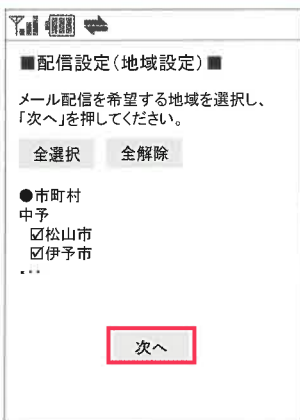 ■配信設定(地域設定)■
メール配信を希望する地域を選択し、
「次へ」を押してください。
全選択 全解除
●市町村
中予
☑松山市
☑伊予市
・・・
次へ